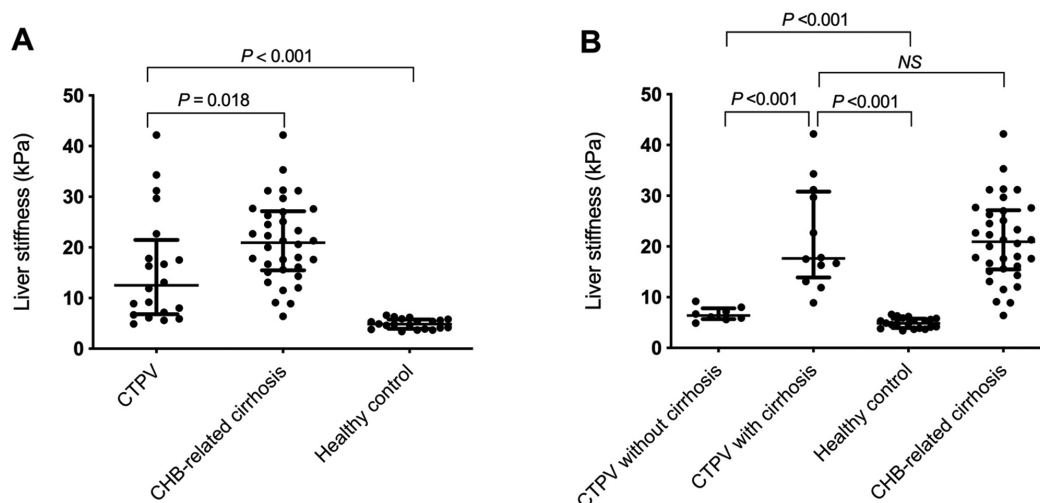 A
P < 0.001
P = 0.018
Liver stiffness (kPa)
50
40
30
20
10
0
CTPV
CHB-related cirrhosis
Healthy control
B
P <0.001
NS
P <0.001
P <0.001
Liver stiffness (kPa)
50
40
30
20
10
0
CTPV without cirrhosis
CTPV with cirrhosis
Healthy control
CHB-related cirrhosis